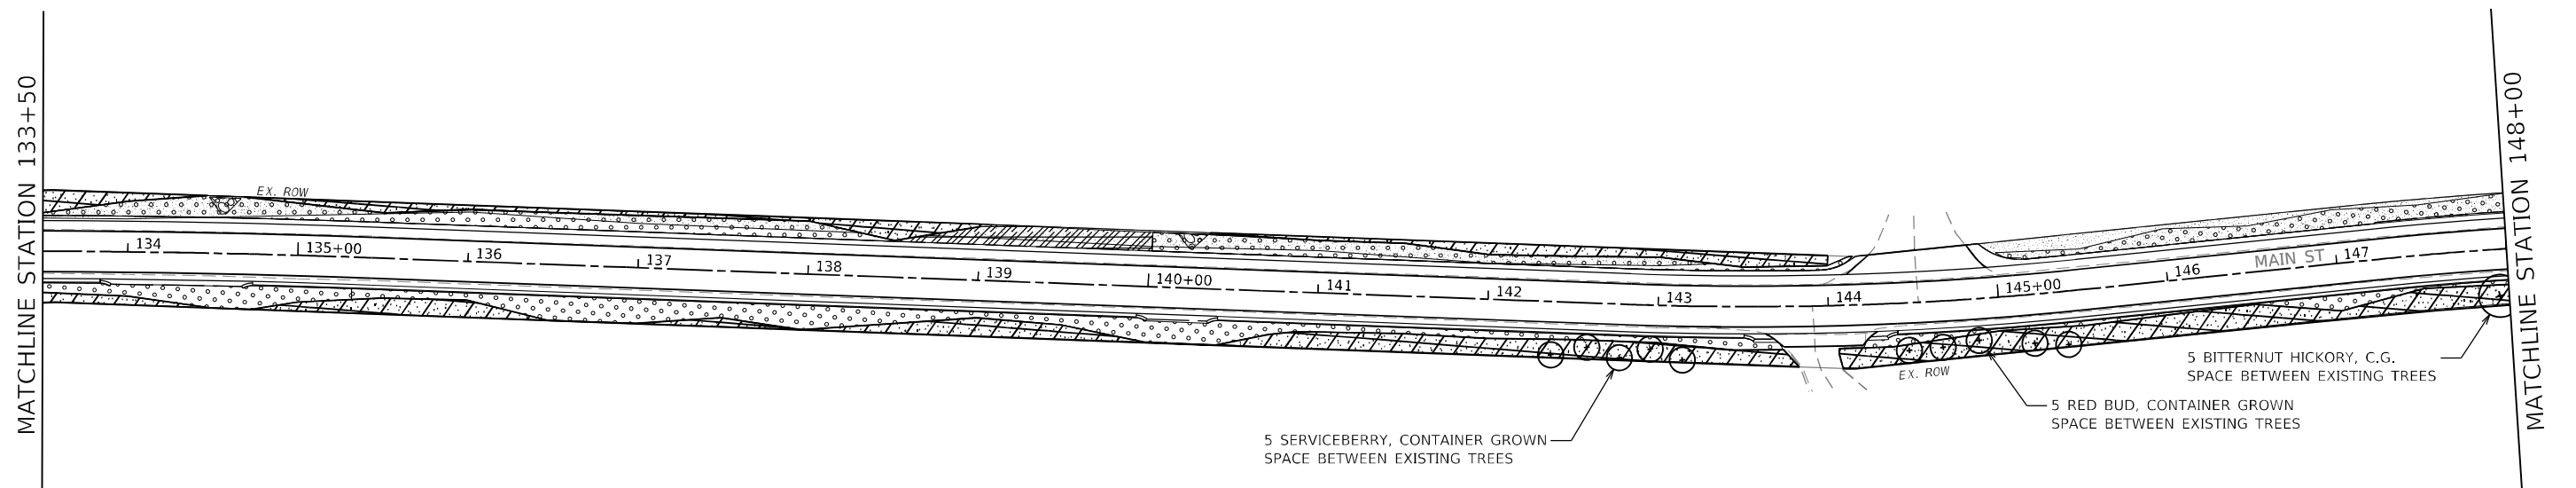 MATCHLINE STATION 133+50
EX. ROW
134
135+00
136
137
138
139
140+00
141
142
143
144
145+00
146
MAIN ST
147
MATCHLINE STATION 148+00
EX. ROW
5 BITTERNUT HICKORY, C.G.
SPACE BETWEEN EXISTING TREES
5 RED BUD, CONTAINER GROWN
SPACE BETWEEN EXISTING TREES
5 SERVICEBERRY, CONTAINER GROWN
SPACE BETWEEN EXISTING TREES